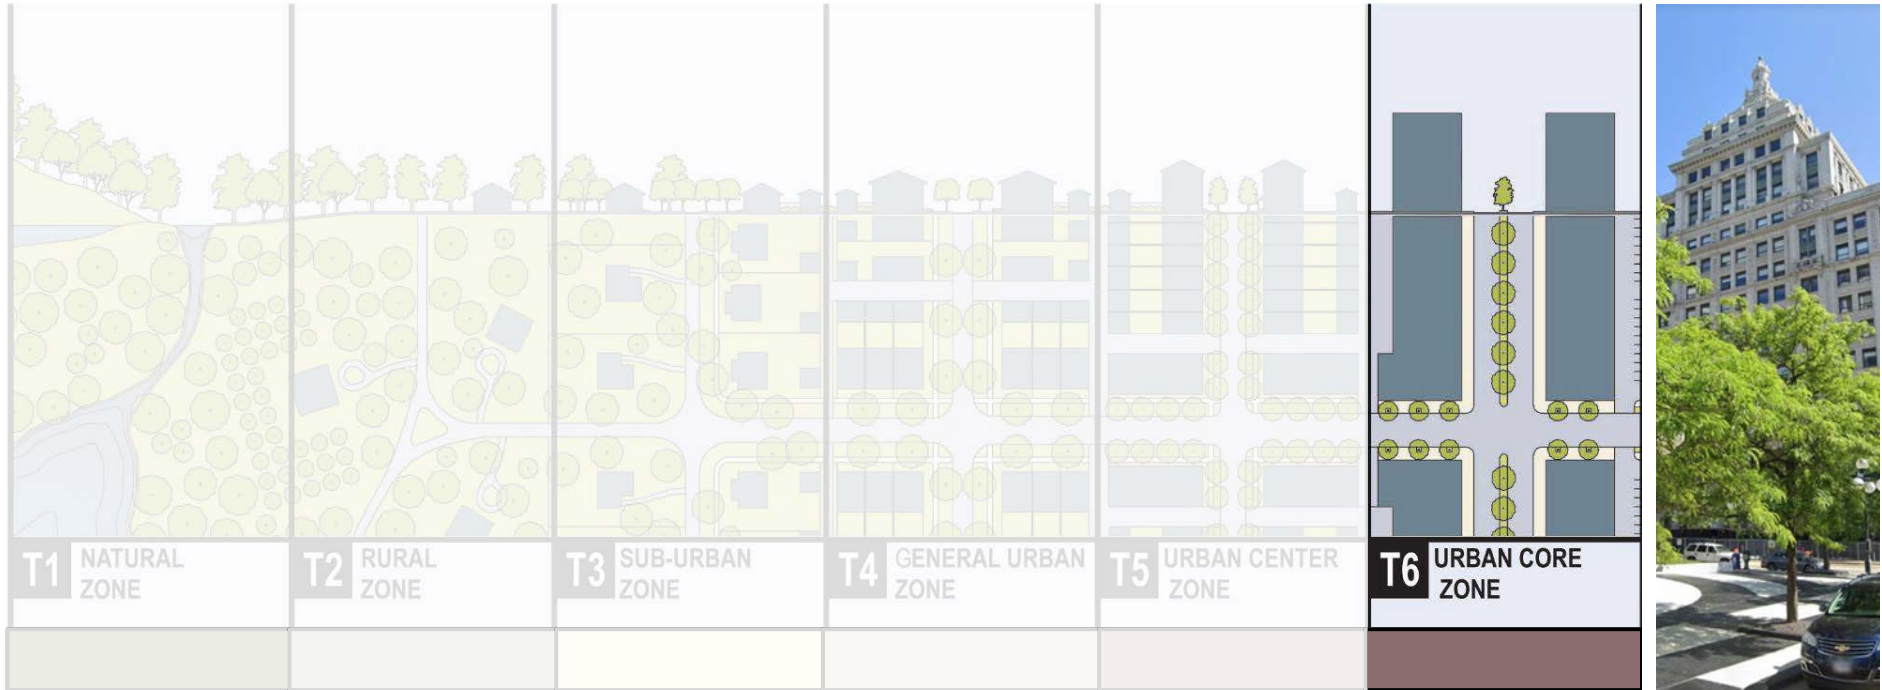 T1 NATURAL
ZONE
T2 RURAL
ZONE
T3 SUB-URBAN
ZONE
T4 GENERAL URBAN
ZONE
T5 URBAN CENTER
ZONE
T6 URBAN CORE
ZONE